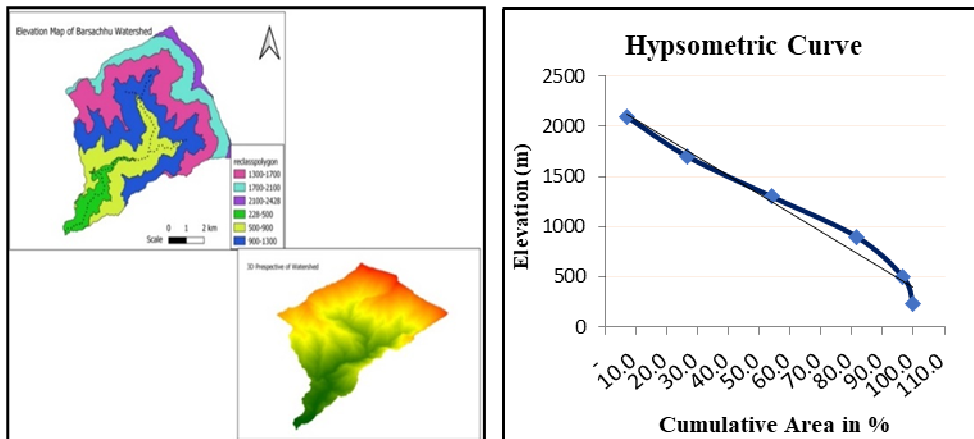 Elevation Map of Barsachhu Watershed
reclasspolygon
1300-1700
1700-2100
2100-2428
228-500
500-900
900-1300
0 1 2 km
Scale
3D Prespective of Watershed
Hypsometric Curve
2500
2000
1500
1000
500
0
Elevation (m)
- 10.0 20.0 30.0 40.0 50.0 60.0 70.0 80.0 90.0 100.0 110.0
Cumulative Area in %